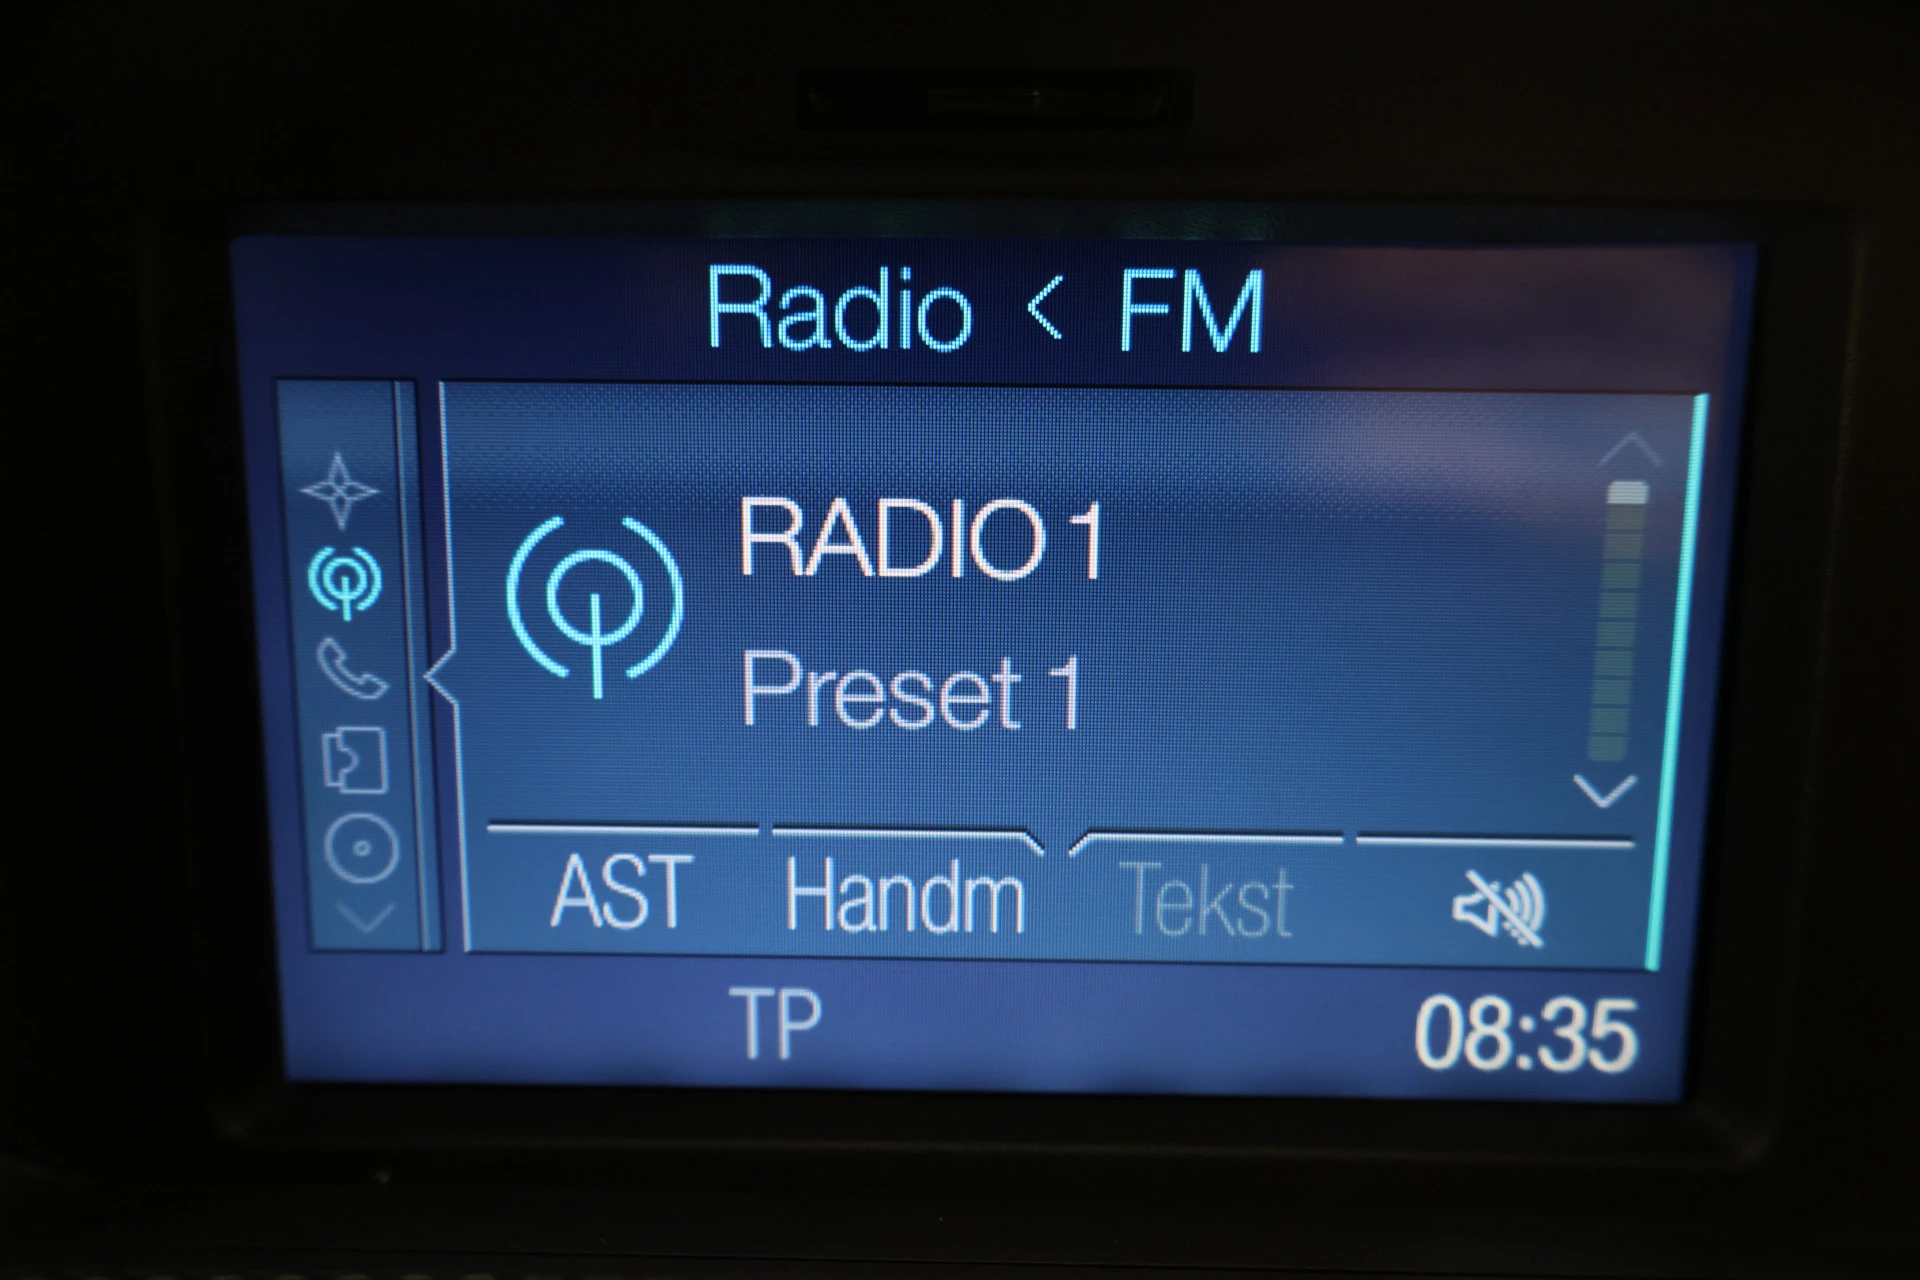 Radio < FM
RADIO 1
Preset 1
AST Handm Tekst
TP 08:35